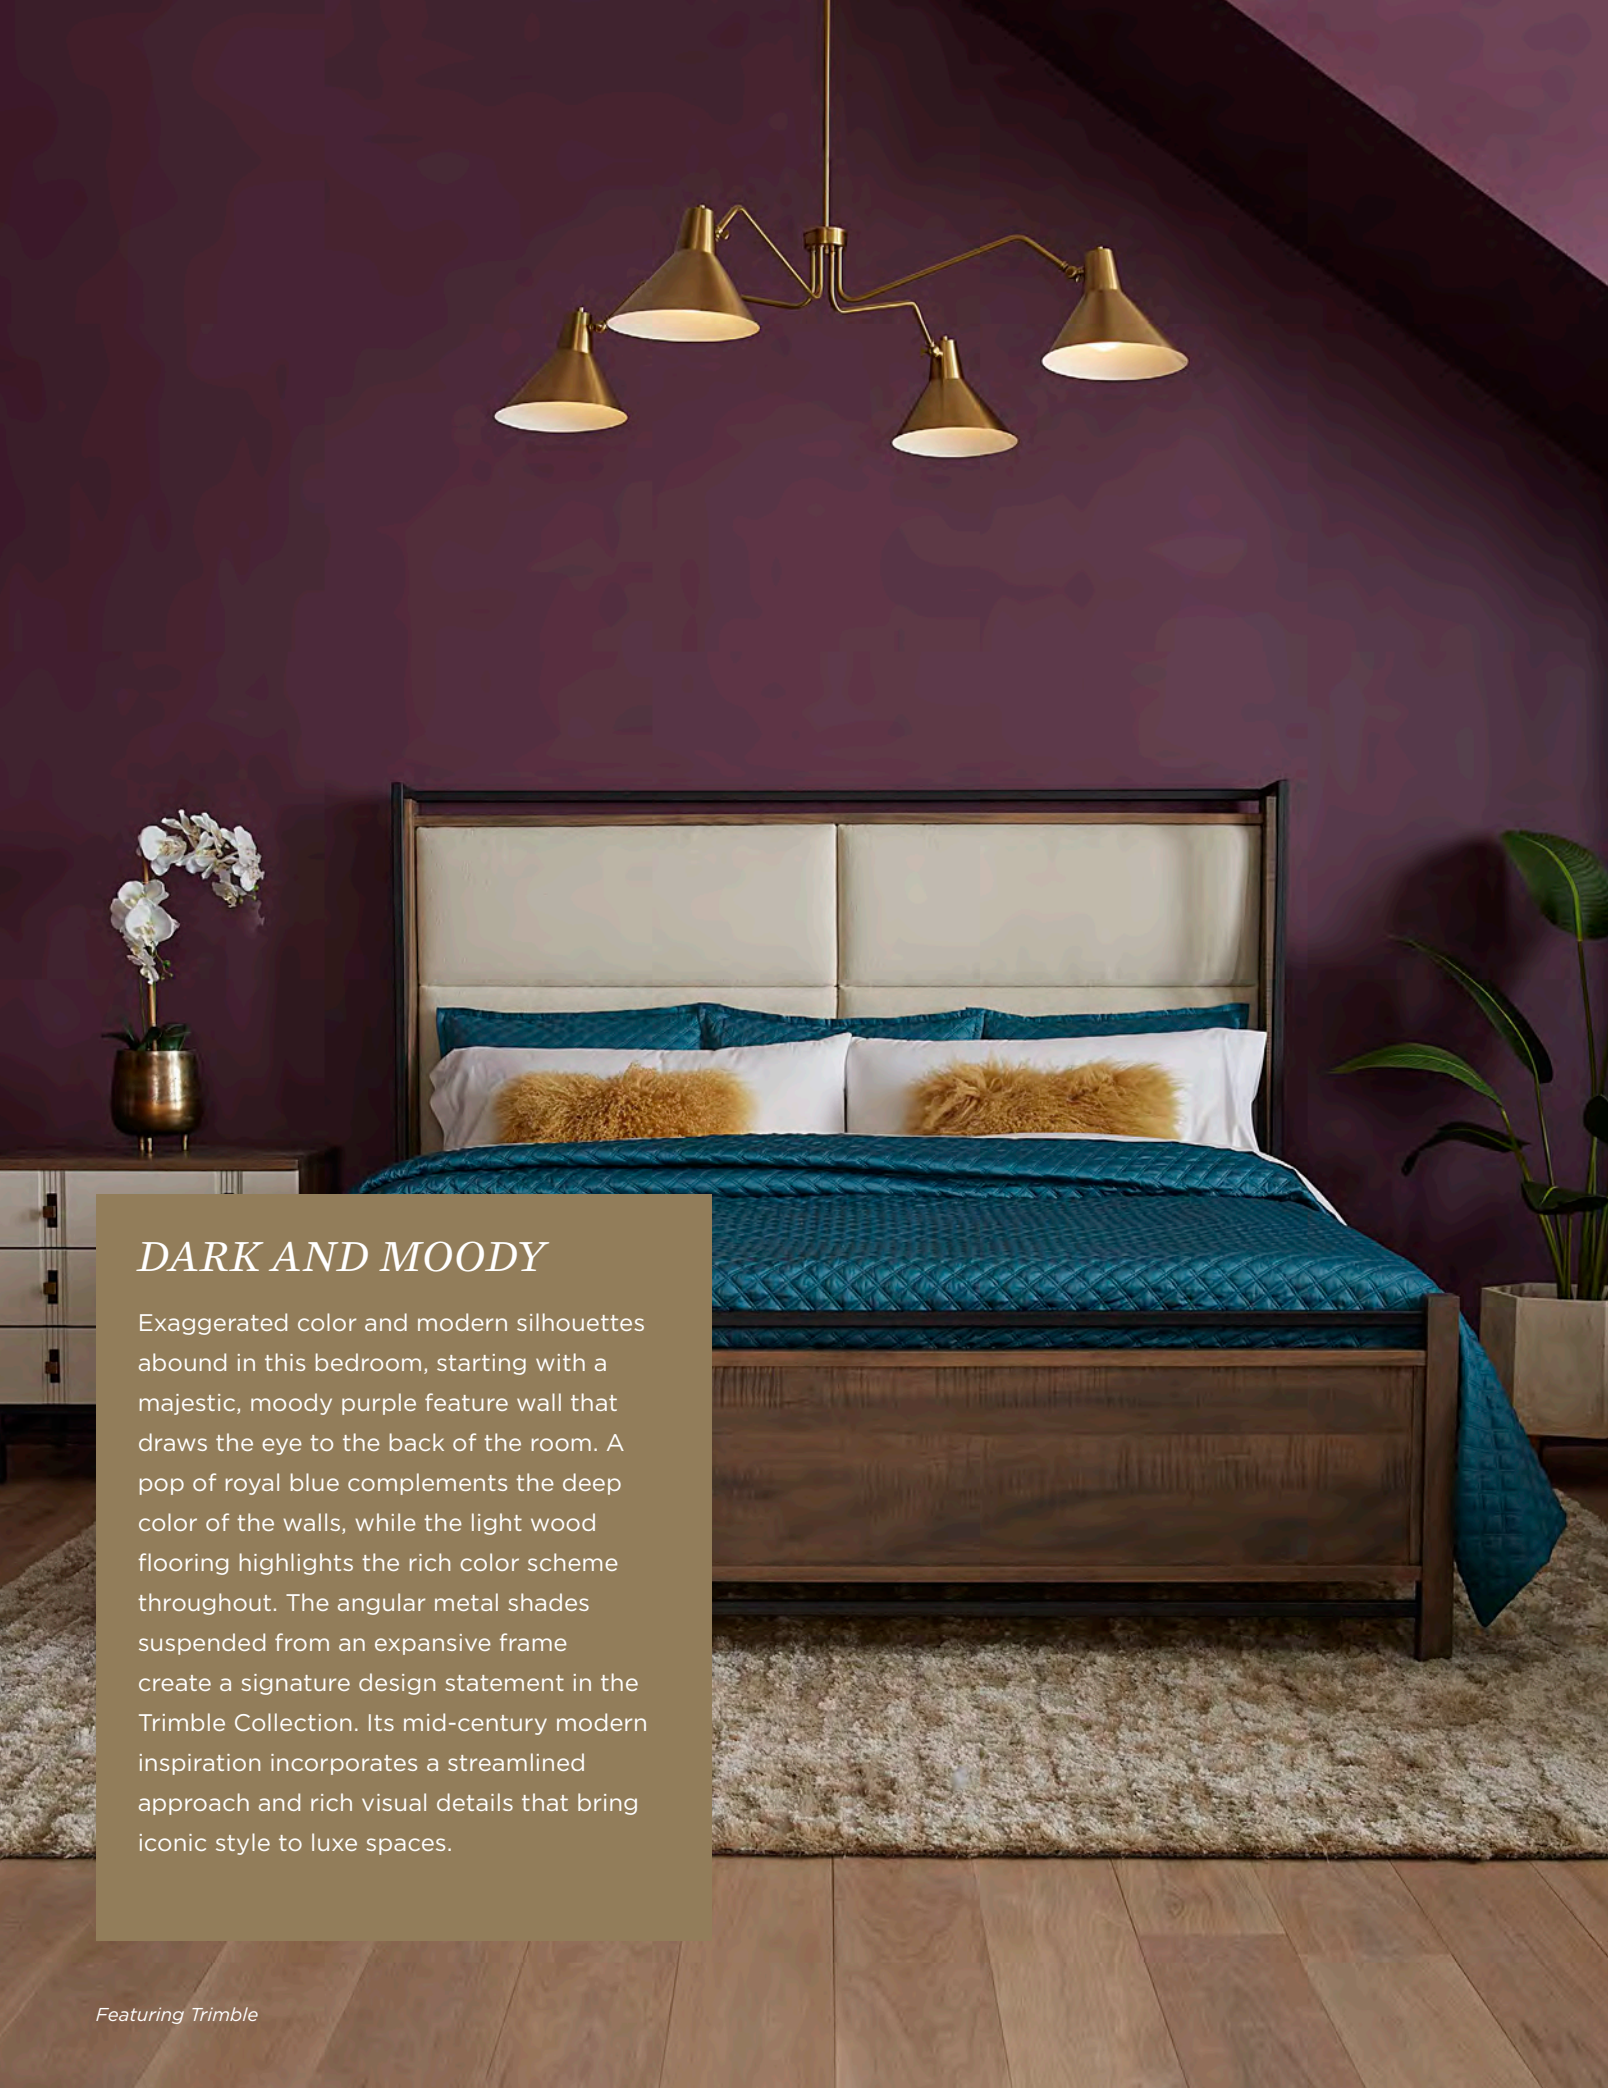 DARK AND MOODY
Exaggerated color and modern silhouettes
abound in this bedroom, starting with a
majestic, moody purple feature wall that
draws the eye to the back of the room. A
pop of royal blue complements the deep
color of the walls, while the light wood
flooring highlights the rich color scheme
throughout. The angular metal shades
suspended from an expansive frame
create a signature design statement in the
Trimble Collection. Its mid-century modern
inspiration incorporates a streamlined
approach and rich visual details that bring
iconic style to luxe spaces.
Featuring Trimble